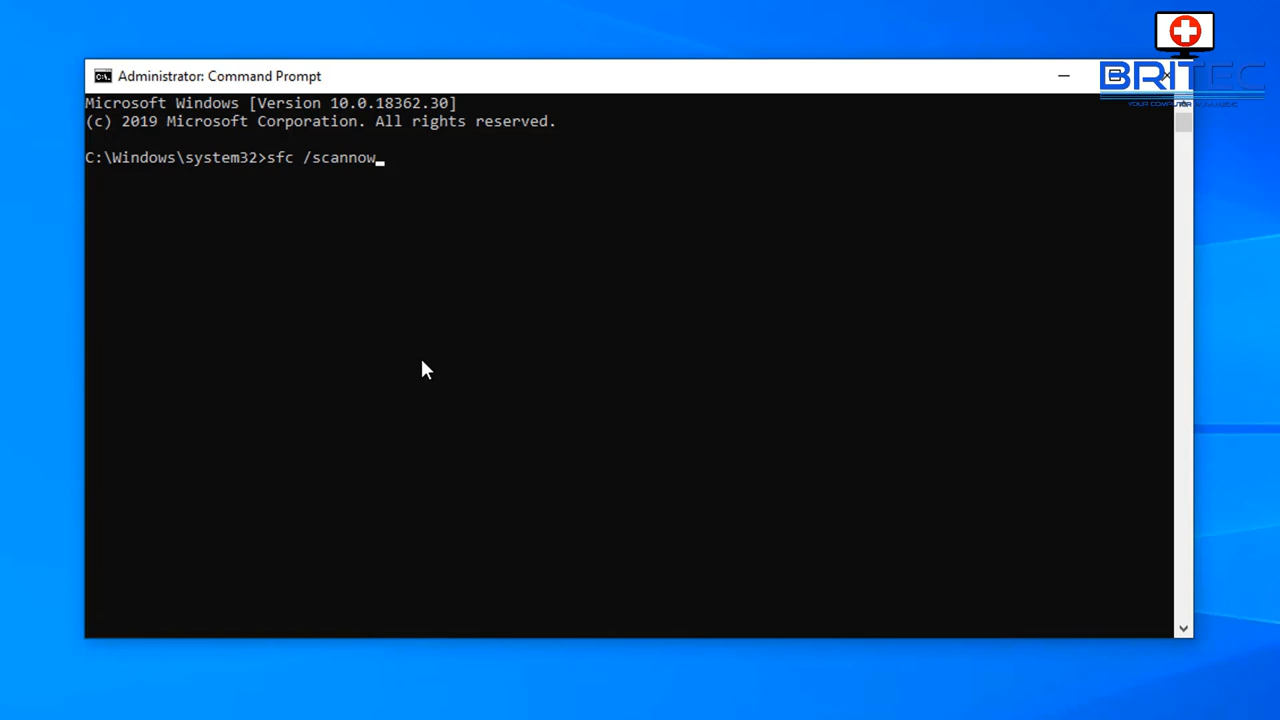 BRITEC
Administrator: Command Prompt
Microsoft Windows [Version 10.0.18362.30]
(c) 2019 Microsoft Corporation. All rights reserved.
C:\Windows\system32>sfc /scannow_